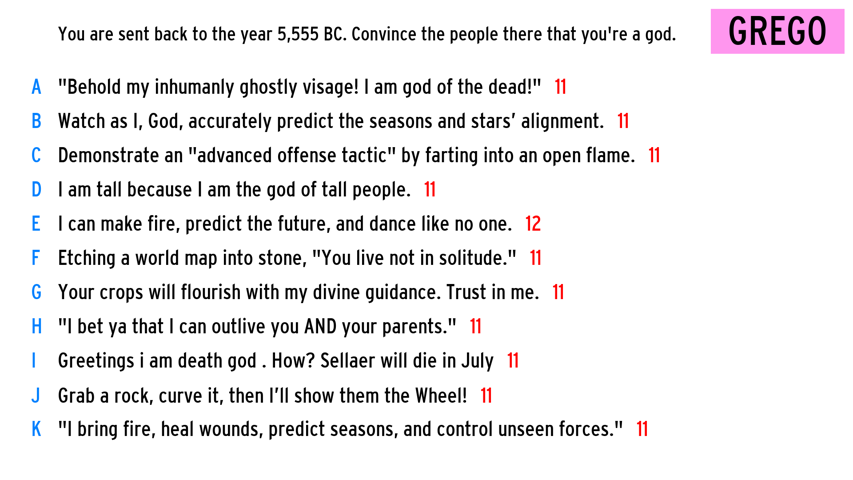 You are sent back to the year 5,555 BC. Convince the people there that you're a god.
GREGO
A "Behold my inhumanly ghostly visage! I am god of the dead!" 11
B Watch as I, God, accurately predict the seasons and stars’ alignment. 11
C Demonstrate an "advanced offense tactic" by farting into an open flame. 11
D I am tall because I am the god of tall people. 11
E I can make fire, predict the future, and dance like no one. 12
F Etching a world map into stone, "You live not in solitude." 11
G Your crops will flourish with my divine guidance. Trust in me. 11
H "I bet ya that I can outlive you AND your parents." 11
I Greetings i am death god . How? Sellaer will die in July 11
J Grab a rock, curve it, then I’ll show them the Wheel! 11
K "I bring fire, heal wounds, predict seasons, and control unseen forces." 11